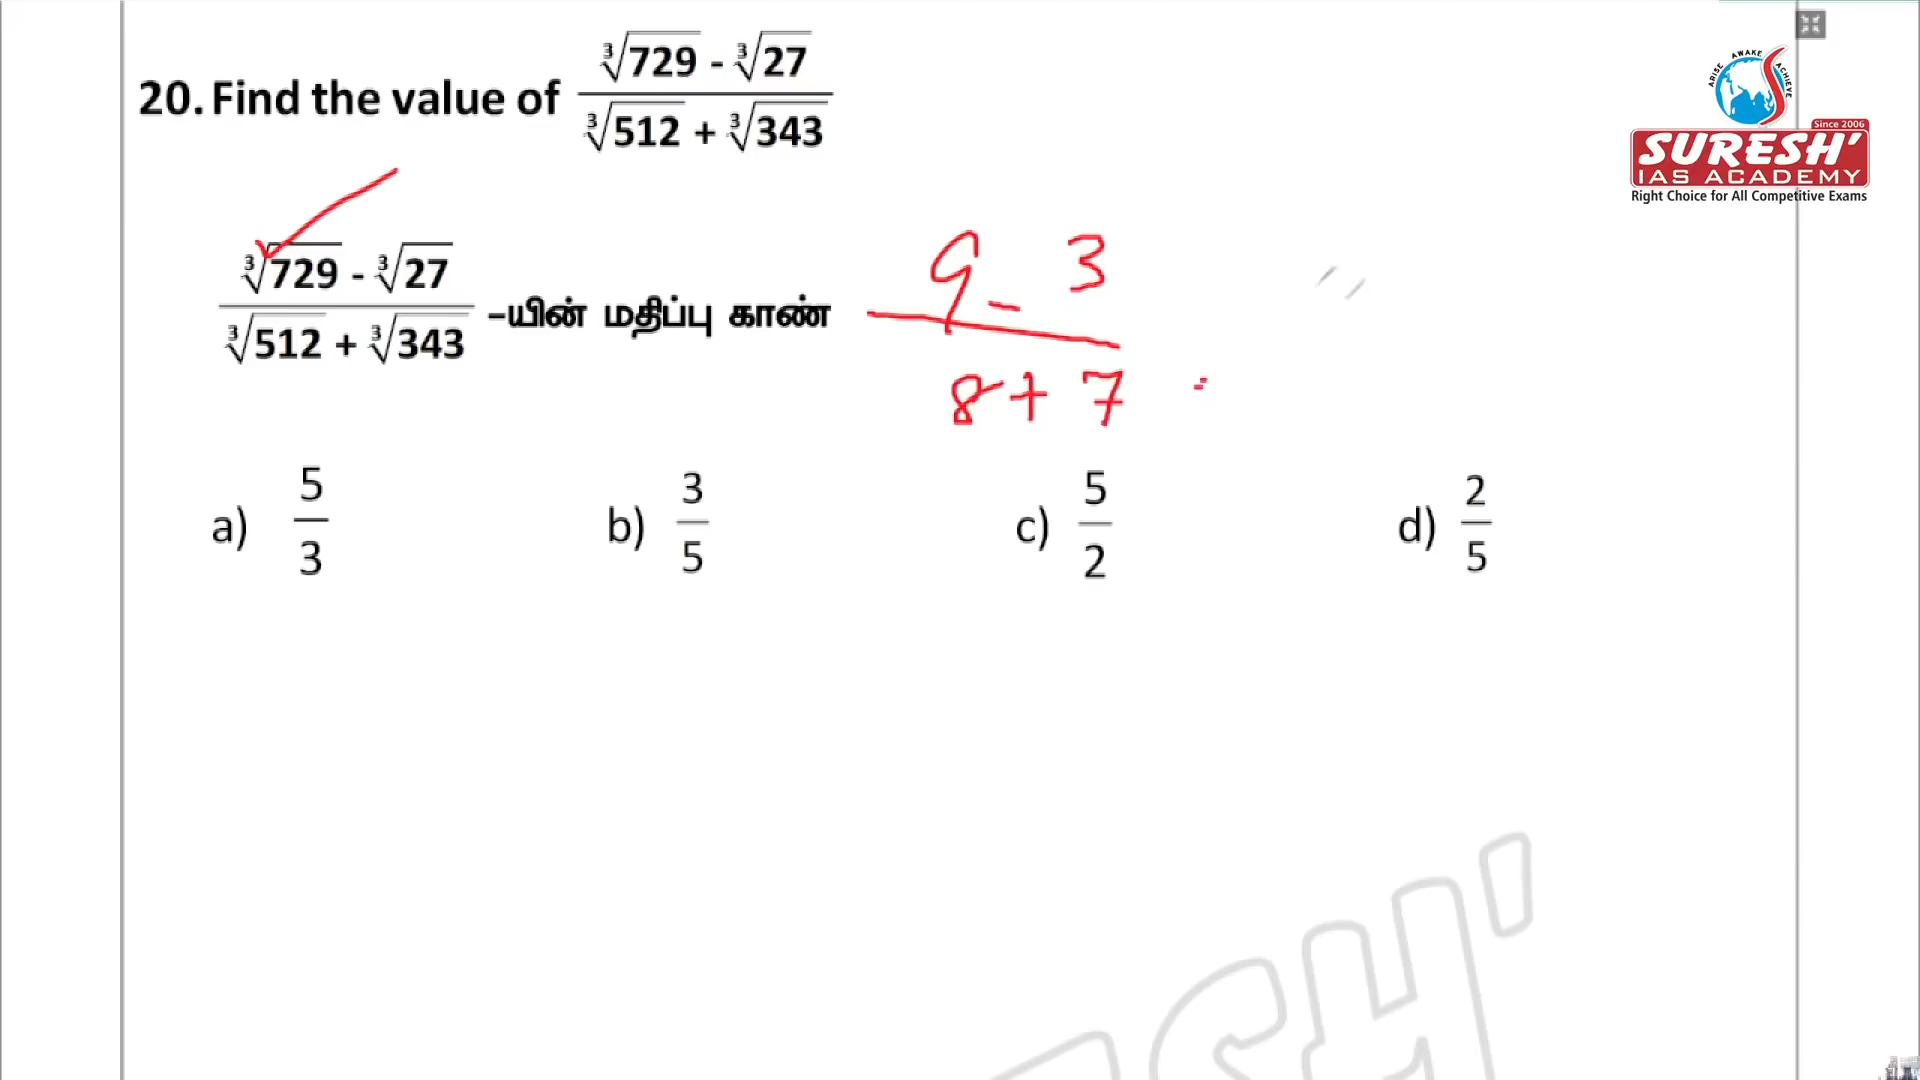 20. Find the value of (∛729 - ∛27) / (∛512 + ∛343)
(∛729 - ∛27) / (∛512 + ∛343) –யின் மதிப்பு காண்
9 - 3
8 + 7 =
a) 5/3 b) 3/5 c) 5/2 d) 2/5
ARISE AWAKE ACHIEVE
Since 2006
SURESH'
IAS ACADEMY
Right Choice for All Competitive Exams
ESH'